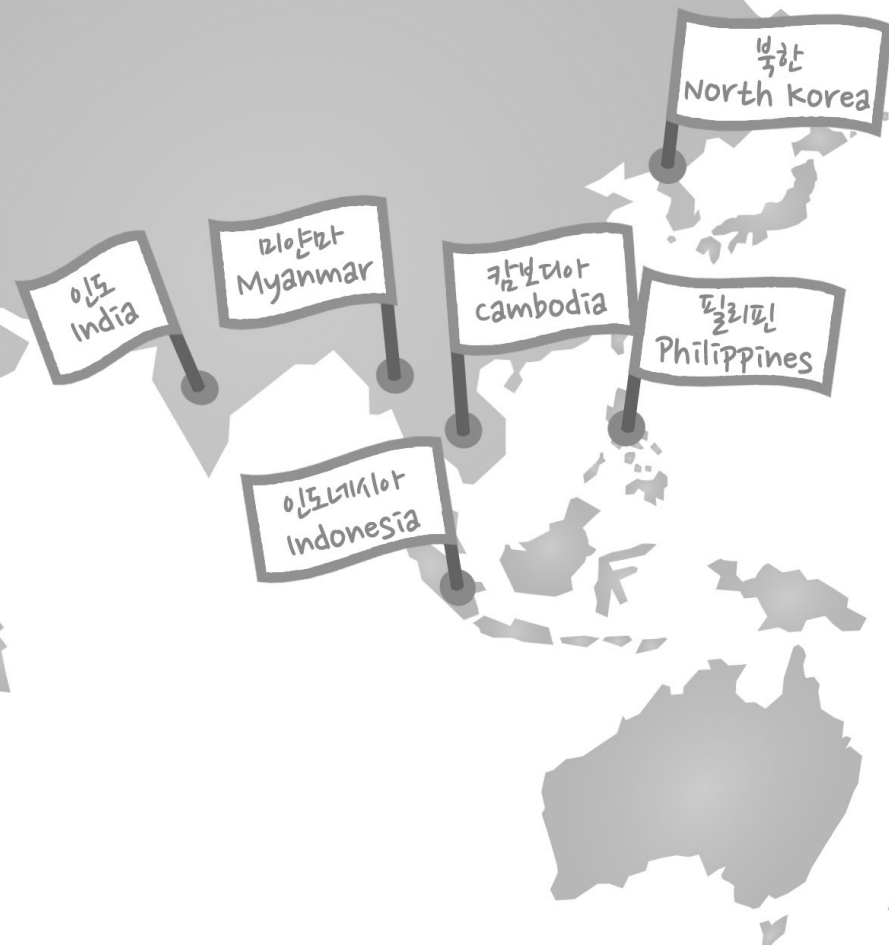 북한
North Korea
인도
India
미얀마
Myanmar
캄보디아
Cambodia
필리핀
Philippines
인도네시아
Indonesia